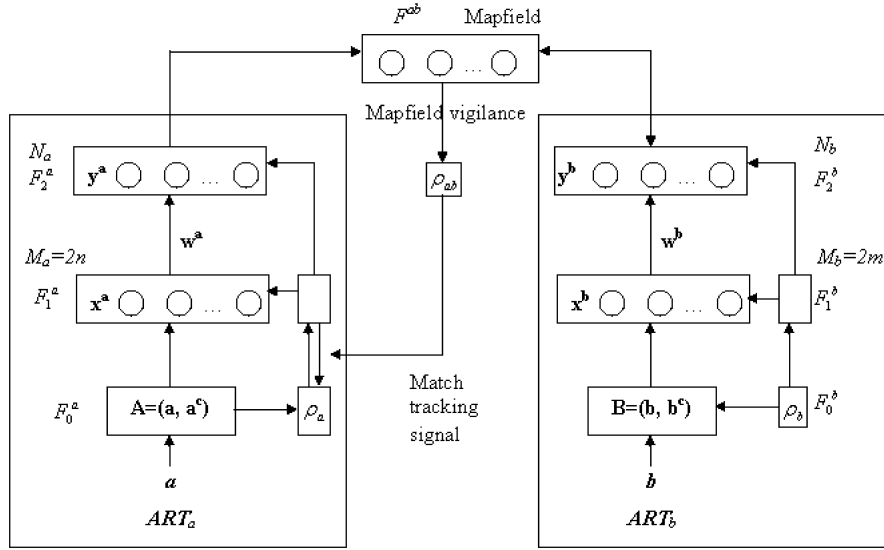 F^ab Mapfield
...
Mapfield vigilance
N_a
F_2^a
y^a ...
ρ_ab
N_b
F_2^b
y^b ...
w^a
w^b
M_a=2n
F_1^a
x^a ...
M_b=2m
F_1^b
x^b ...
Match
tracking
signal
F_0^a
A=(a, a^c)
ρ_a
B=(b, b^c)
ρ_b
F_0^b
a
b
ART_a
ART_b